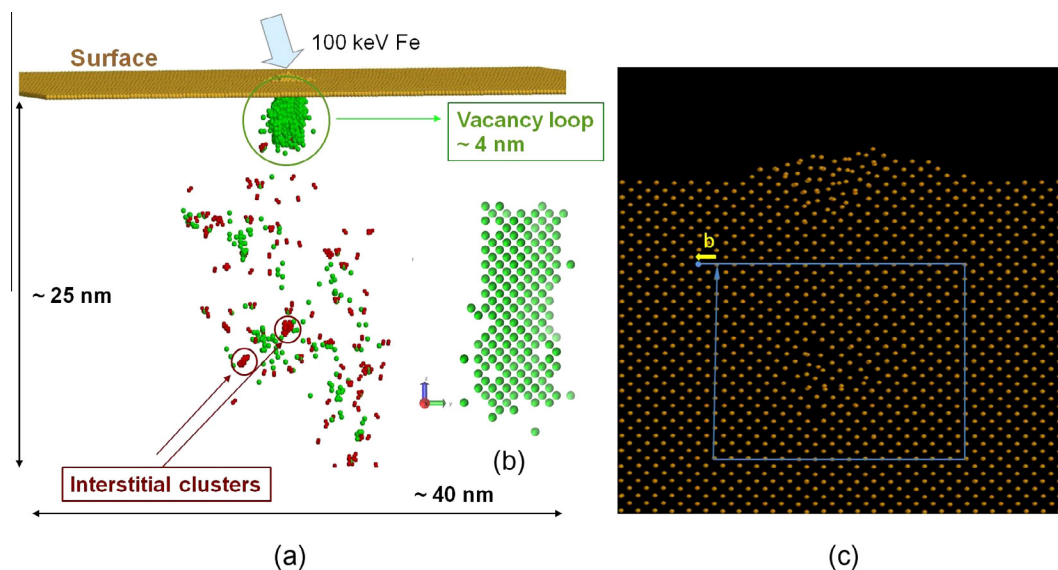 100 keV Fe
Surface
Vacancy loop
~ 4 nm
b
~ 25 nm
Interstitial clusters
(b)
~ 40 nm
(a)
(c)